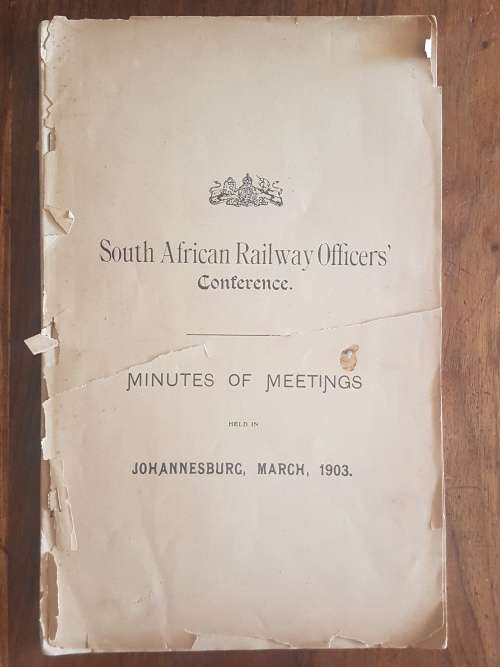 South African Railway Officers'
Conference.
MINUTES OF MEETINGS
HELD IN
JOHANNESBURG, MARCH, 1903.